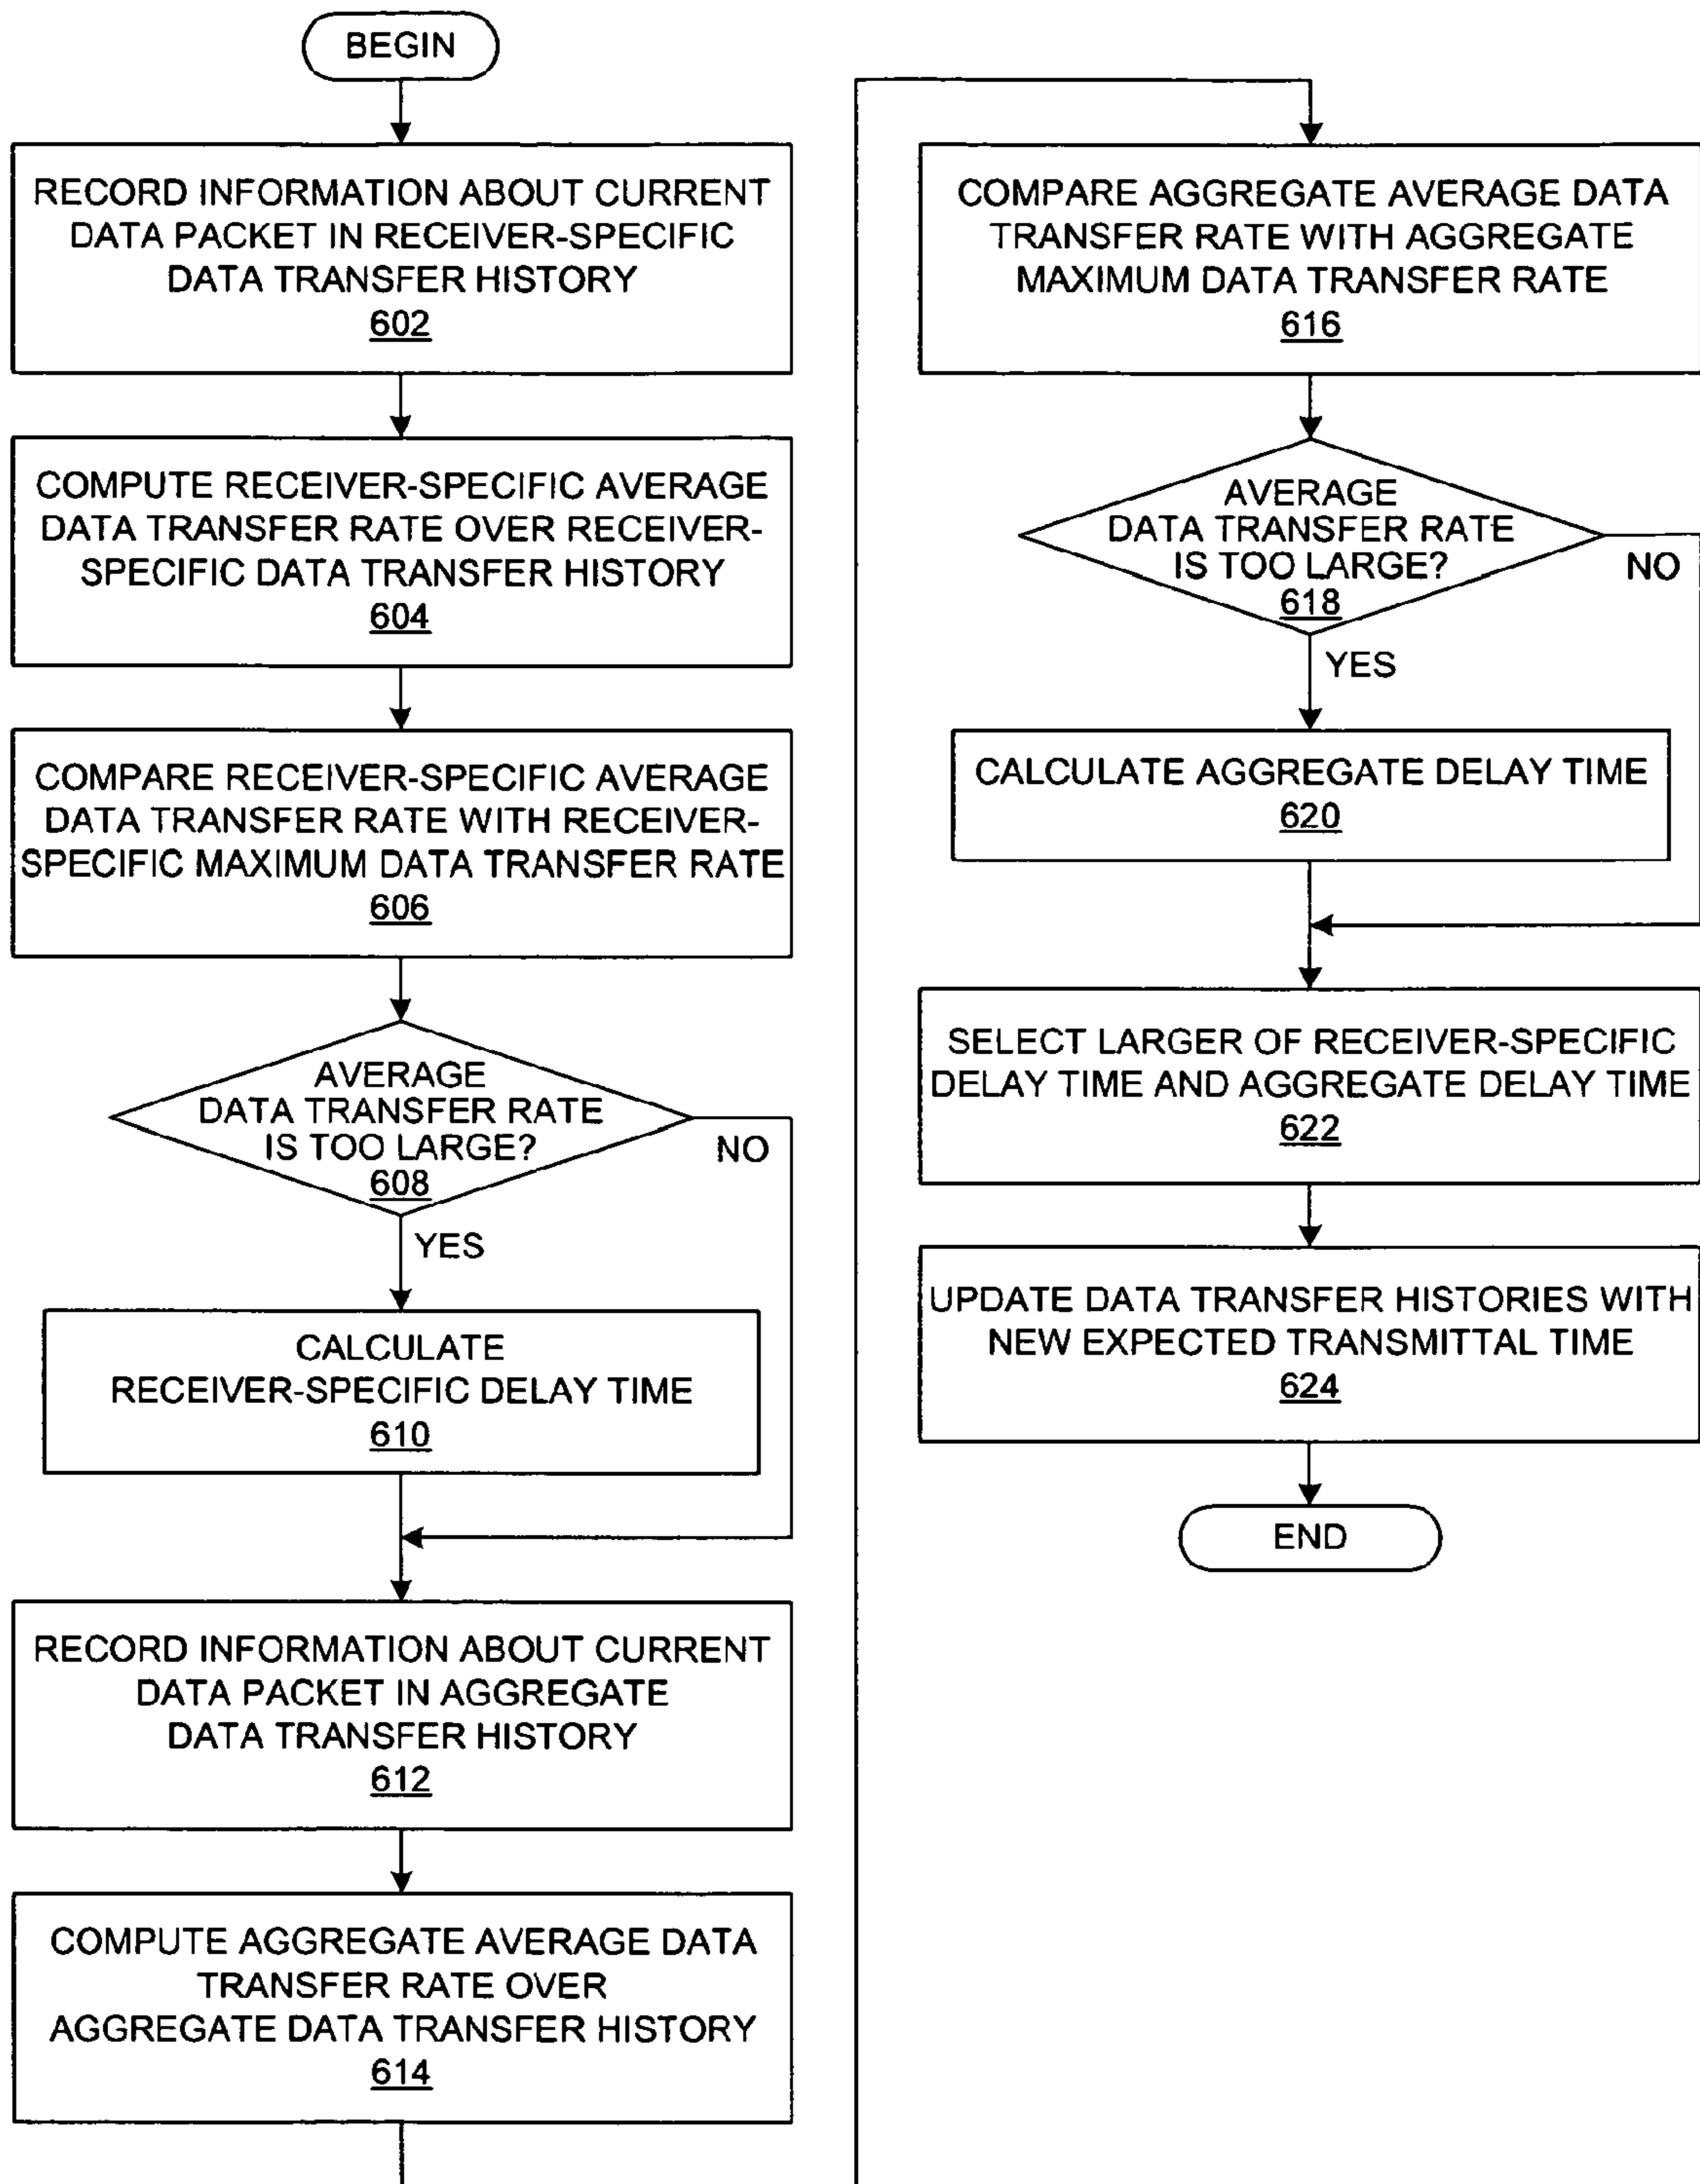 BEGIN
RECORD INFORMATION ABOUT CURRENT
DATA PACKET IN RECEIVER-SPECIFIC
DATA TRANSFER HISTORY
602
COMPUTE RECEIVER-SPECIFIC AVERAGE
DATA TRANSFER RATE OVER RECEIVER-
SPECIFIC DATA TRANSFER HISTORY
604
COMPARE RECEIVER-SPECIFIC AVERAGE
DATA TRANSFER RATE WITH RECEIVER-
SPECIFIC MAXIMUM DATA TRANSFER RATE
606
AVERAGE
DATA TRANSFER RATE
IS TOO LARGE?
608
NO
YES
CALCULATE
RECEIVER-SPECIFIC DELAY TIME
610
RECORD INFORMATION ABOUT CURRENT
DATA PACKET IN AGGREGATE
DATA TRANSFER HISTORY
612
COMPUTE AGGREGATE AVERAGE DATA
TRANSFER RATE OVER
AGGREGATE DATA TRANSFER HISTORY
614
COMPARE AGGREGATE AVERAGE DATA
TRANSFER RATE WITH AGGREGATE
MAXIMUM DATA TRANSFER RATE
616
AVERAGE
DATA TRANSFER RATE
IS TOO LARGE?
618
NO
YES
CALCULATE AGGREGATE DELAY TIME
620
SELECT LARGER OF RECEIVER-SPECIFIC
DELAY TIME AND AGGREGATE DELAY TIME
622
UPDATE DATA TRANSFER HISTORIES WITH
NEW EXPECTED TRANSMITTAL TIME
624
END